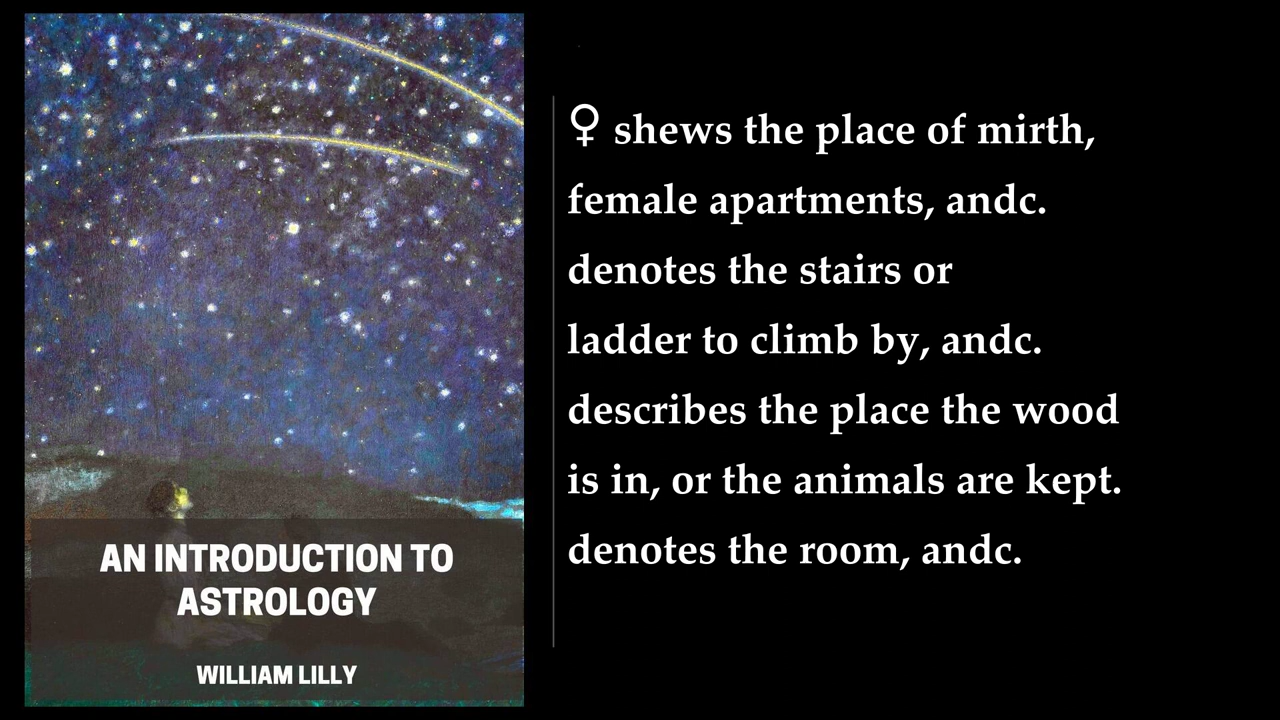 AN INTRODUCTION TO
ASTROLOGY
WILLIAM LILLY
♀ shews the place of mirth,
female apartments, andc.
denotes the stairs or
ladder to climb by, andc.
describes the place the wood
is in, or the animals are kept.
denotes the room, andc.